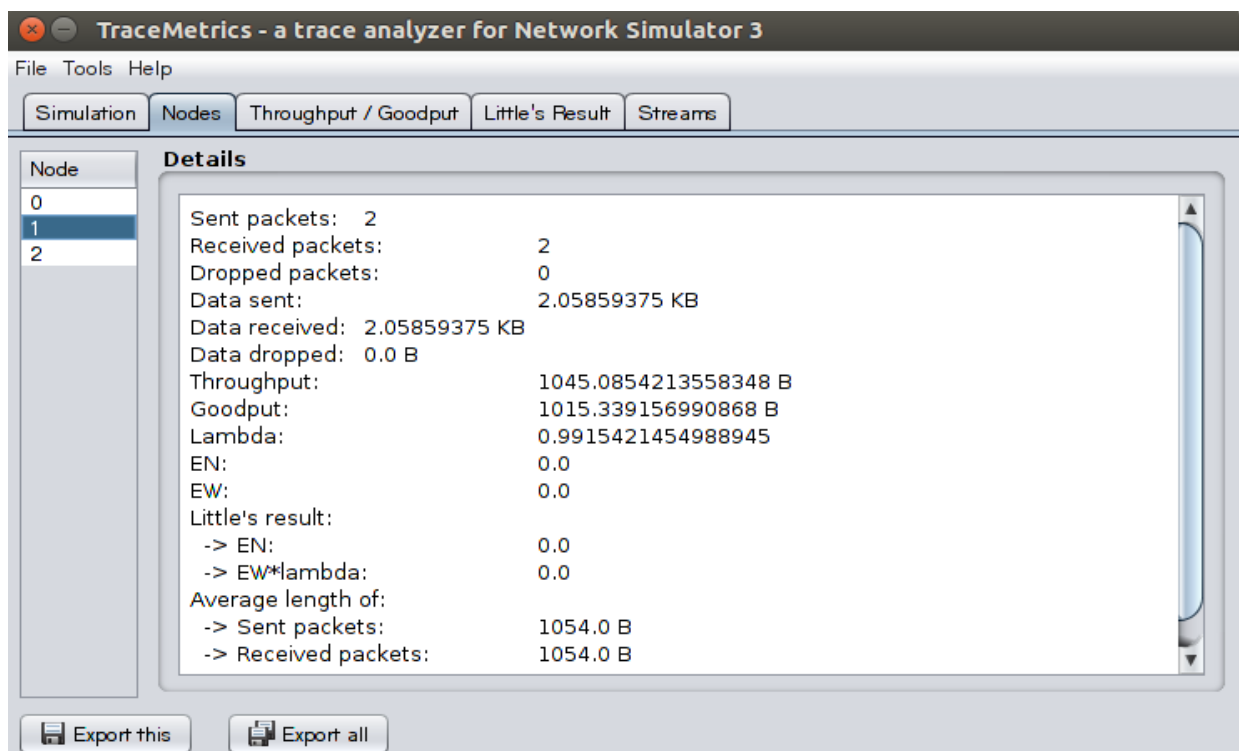 TraceMetrics - a trace analyzer for Network Simulator 3
File Tools Help
Simulation Nodes Throughput / Goodput Little's Result Streams
Node
0
1
2
Details
Sent packets: 2
Received packets: 2
Dropped packets: 0
Data sent: 2.05859375 KB
Data received: 2.05859375 KB
Data dropped: 0.0 B
Throughput: 1045.0854213558348 B
Goodput: 1015.339156990868 B
Lambda: 0.9915421454988945
EN: 0.0
EW: 0.0
Little's result:
-> EN: 0.0
-> EW*lambda: 0.0
Average length of:
-> Sent packets: 1054.0 B
-> Received packets: 1054.0 B
Export this Export all